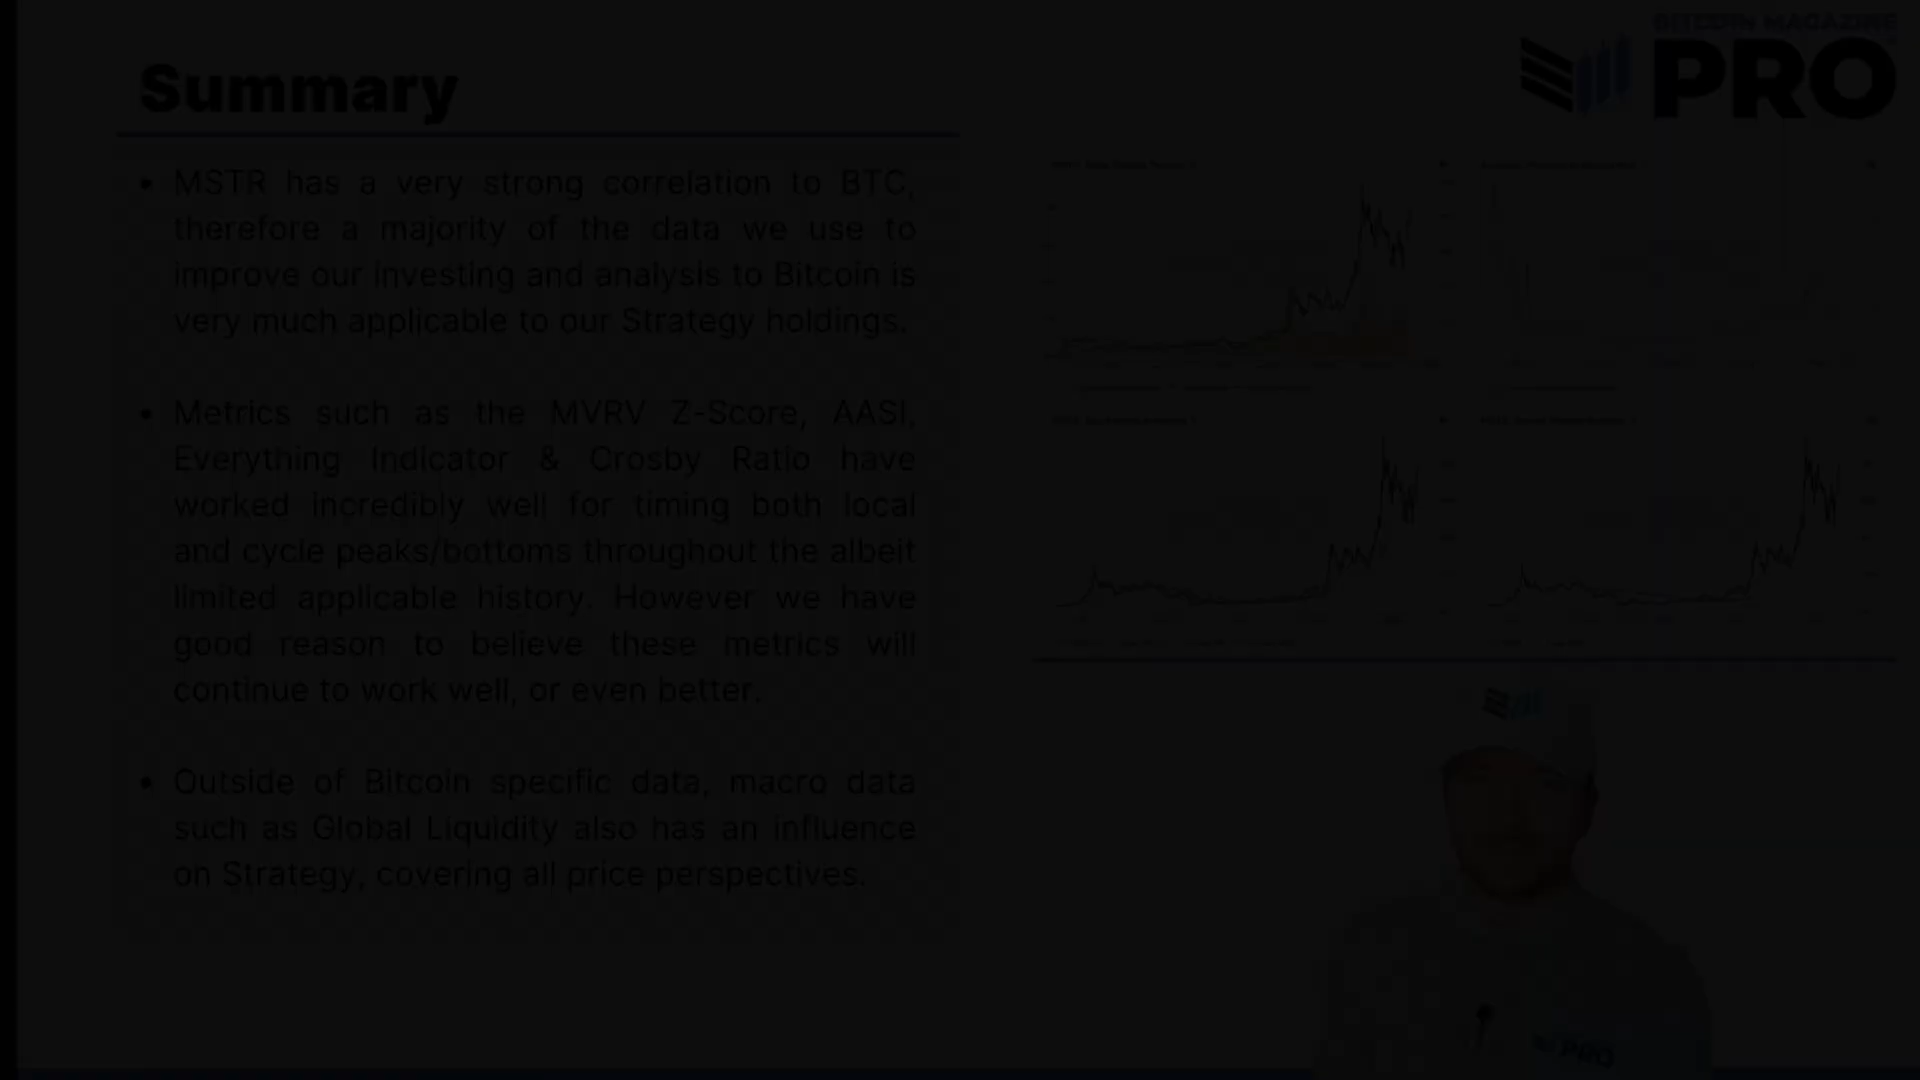 BITCOIN MAGAZINE
PRO
Summary
• MSTR has a very strong correlation to BTC,
therefore a majority of the data we use to
improve our investing and analysis to Bitcoin is
very much applicable to our Strategy holdings.
• Metrics such as the MVRV Z-Score, AASI,
Everything Indicator & Crosby Ratio have
worked incredibly well for timing both local
and cycle peaks/bottoms throughout the albeit
limited applicable history. However we have
good reason to believe these metrics will
continue to work well, or even better.
• Outside of Bitcoin specific data, macro data
such as Global Liquidity also has an influence
on Strategy, covering all price perspectives.
PRO